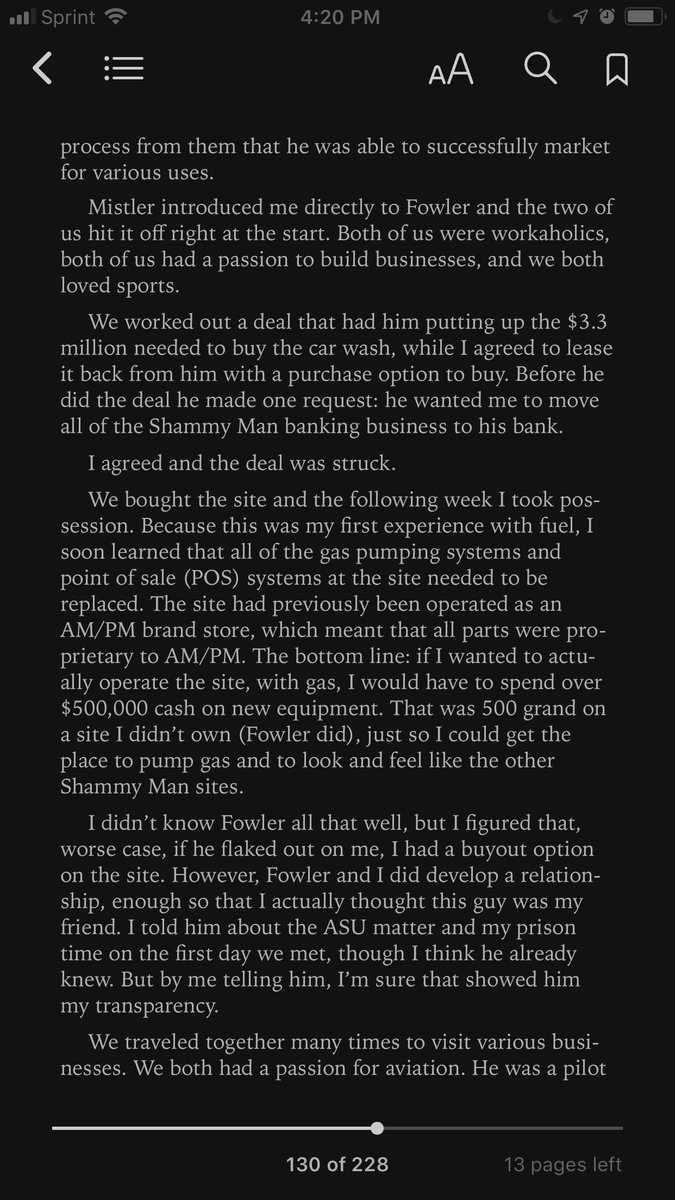 Sprint 4:20 PM
AA
process from them that he was able to successfully market
for various uses.
Mistler introduced me directly to Fowler and the two of
us hit it off right at the start. Both of us were workaholics,
both of us had a passion to build businesses, and we both
loved sports.
We worked out a deal that had him putting up the $3.3
million needed to buy the car wash, while I agreed to lease
it back from him with a purchase option to buy. Before he
did the deal he made one request: he wanted me to move
all of the Shammy Man banking business to his bank.
I agreed and the deal was struck.
We bought the site and the following week I took pos-
session. Because this was my first experience with fuel, I
soon learned that all of the gas pumping systems and
point of sale (POS) systems at the site needed to be
replaced. The site had previously been operated as an
AM/PM brand store, which meant that all parts were pro-
prietary to AM/PM. The bottom line: if I wanted to actu-
ally operate the site, with gas, I would have to spend over
$500,000 cash on new equipment. That was 500 grand on
a site I didn't own (Fowler did), just so I could get the
place to pump gas and to look and feel like the other
Shammy Man sites.
I didn't know Fowler all that well, but I figured that,
worse case, if he flaked out on me, I had a buyout option
on the site. However, Fowler and I did develop a relation-
ship, enough so that I actually thought this guy was my
friend. I told him about the ASU matter and my prison
time on the first day we met, though I think he already
knew. But by me telling him, I'm sure that showed him
my transparency.
We traveled together many times to visit various busi-
nesses. We both had a passion for aviation. He was a pilot
130 of 228 13 pages left